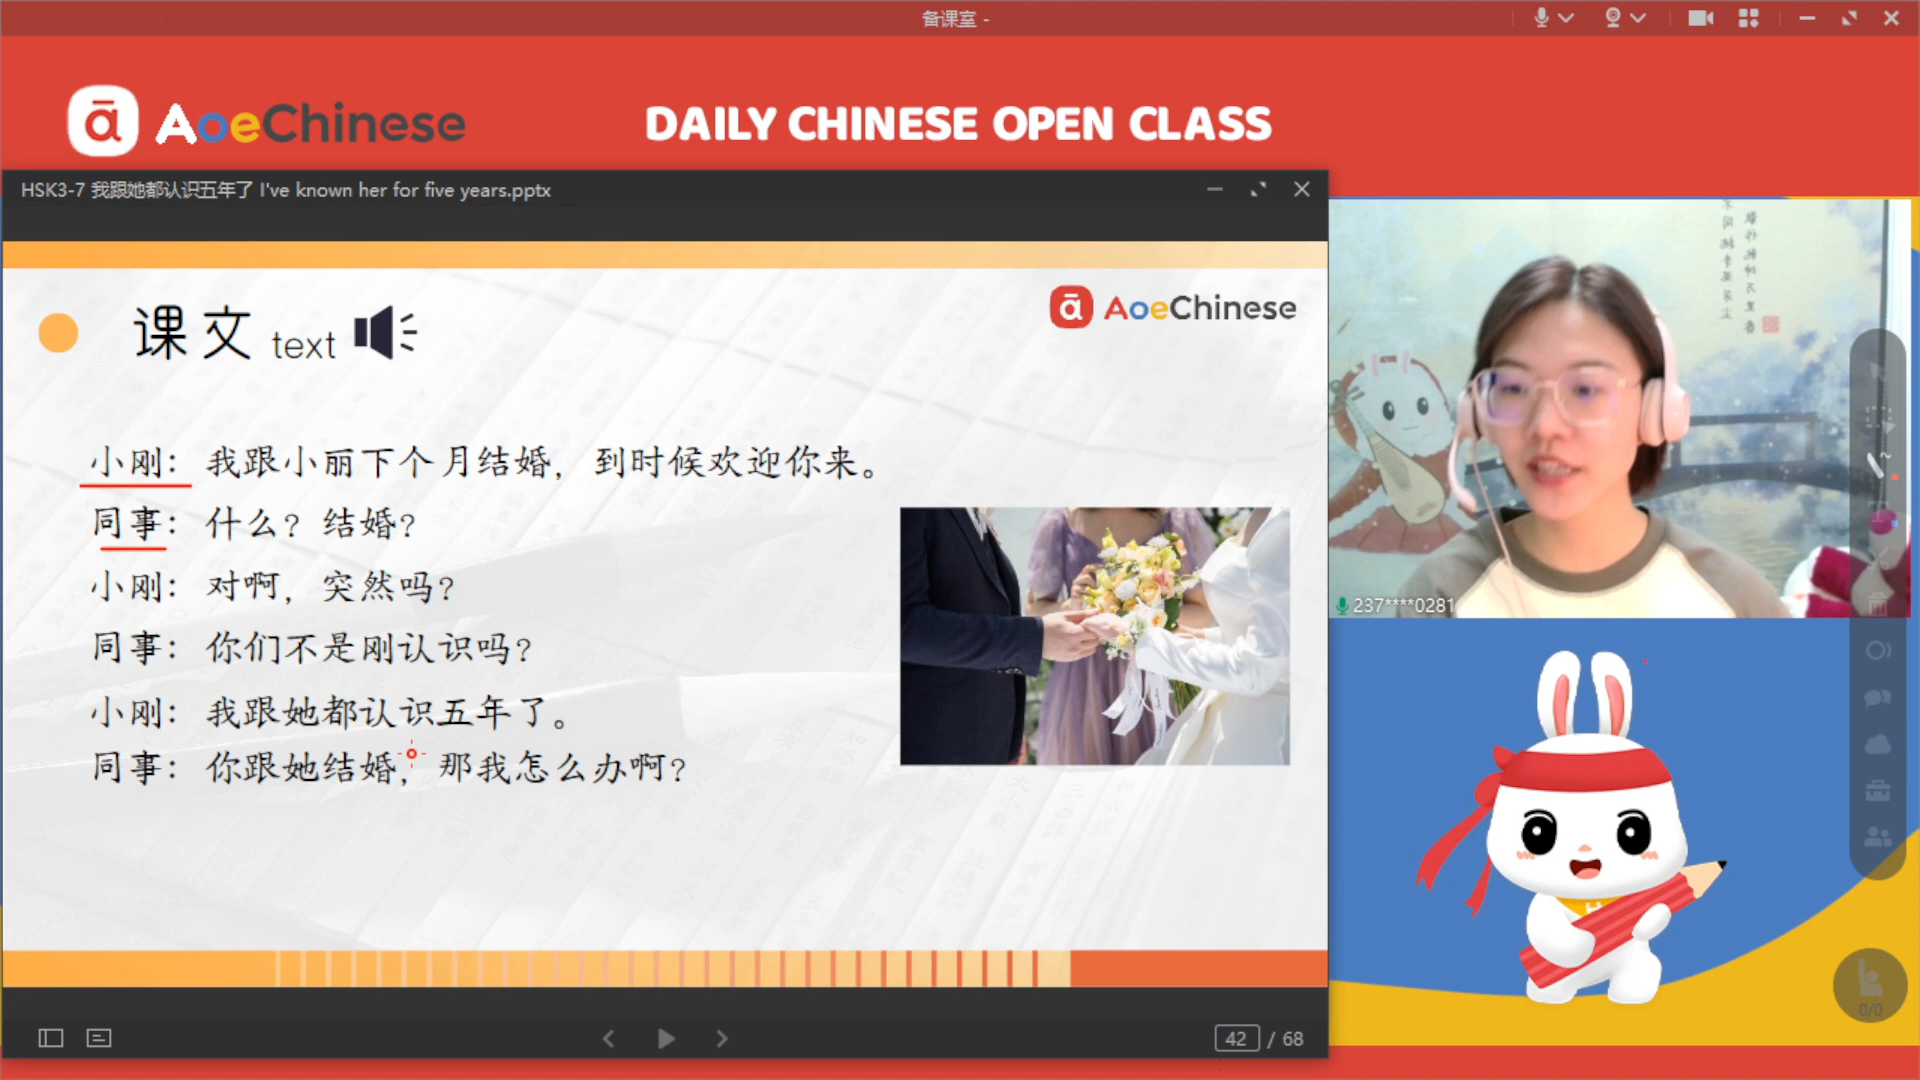 备课室 -
ā AoeChinese
DAILY CHINESE OPEN CLASS
HSK3-7 我跟她都认识五年了 I've known her for five years.pptx
课文 text
ā AoeChinese
小刚：我跟小丽下个月结婚，到时候欢迎你来。
同事：什么？结婚？
小刚：对啊，突然吗？
同事：你们不是刚认识吗？
小刚：我跟她都认识五年了。
同事：你跟她结婚，那我怎么办啊？
237****0281
42 / 68
0/0